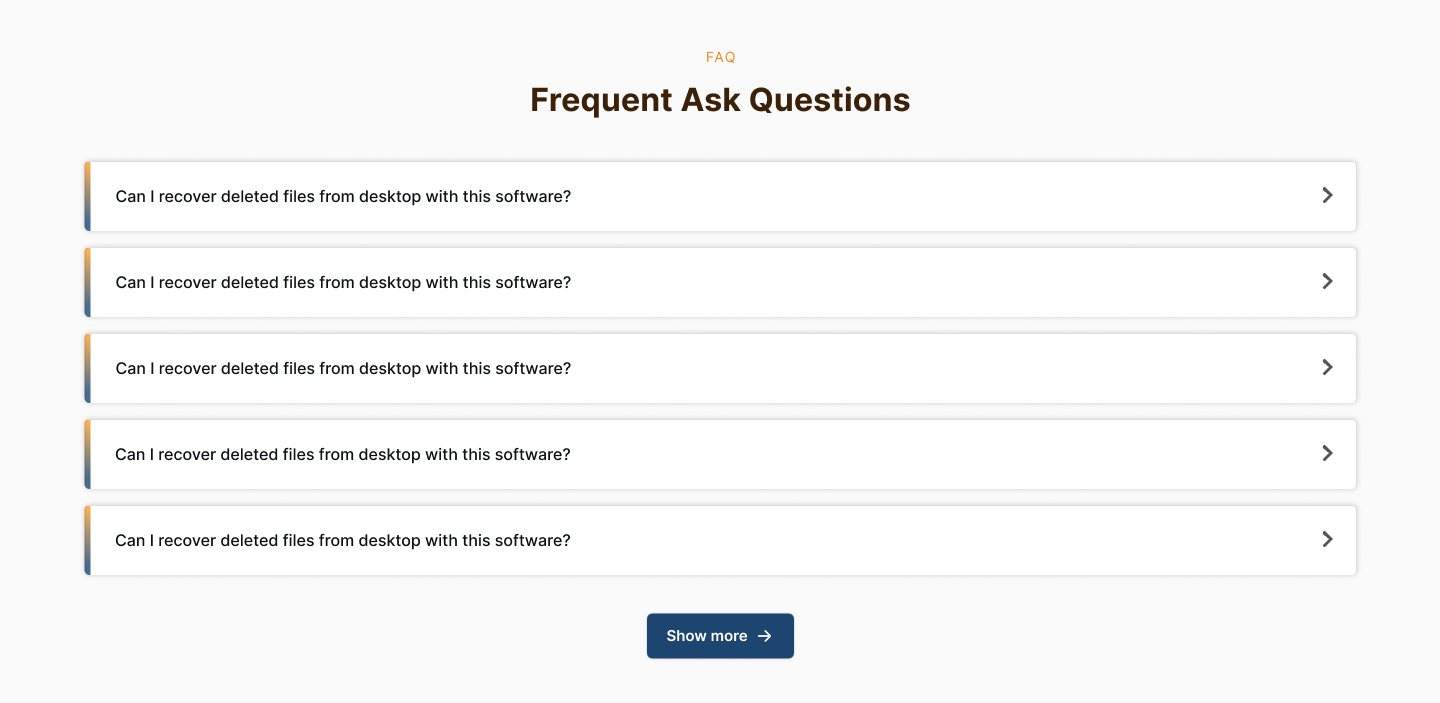 FAQ
Frequent Ask Questions
Can I recover deleted files from desktop with this software?
Can I recover deleted files from desktop with this software?
Can I recover deleted files from desktop with this software?
Can I recover deleted files from desktop with this software?
Can I recover deleted files from desktop with this software?
Show more